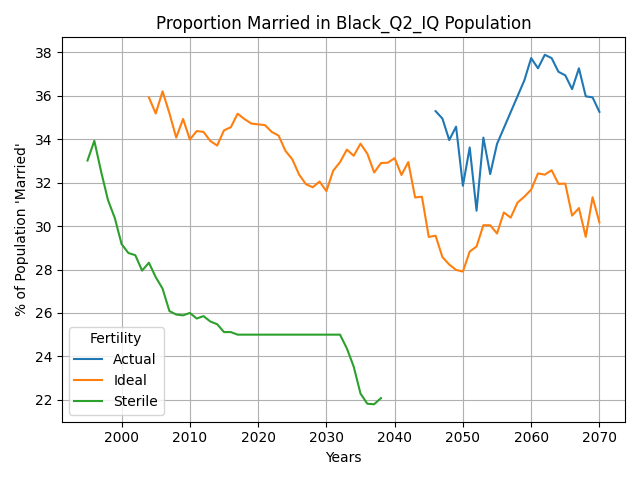 Proportion Married in Black_Q2_IQ Population
% of Population 'Married'
38
36
34
32
30
28
26
24
22
Fertility
Actual
Ideal
Sterile
2000 2010 2020 2030 2040 2050 2060 2070
Years